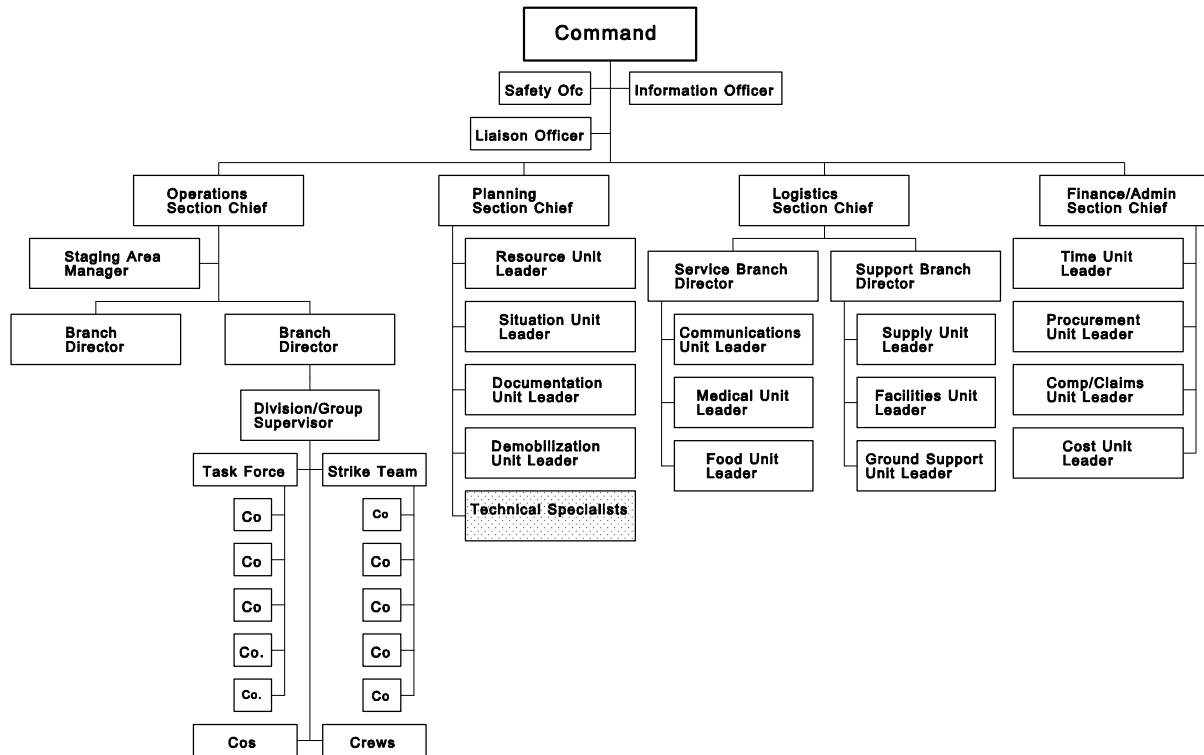 Command
Safety Ofc
Information Officer
Liaison Officer
Operations
Section Chief
Planning
Section Chief
Logistics
Section Chief
Finance/Admin
Section Chief
Staging Area
Manager
Branch
Director
Branch
Director
Division/Group
Supervisor
Task Force
Strike Team
Co
Co
Co
Co.
Co.
Co
Co
Co
Co
Co
Cos
Crews
Resource Unit
Leader
Situation Unit
Leader
Documentation
Unit Leader
Demobilization
Unit Leader
Technical Specialists
Service Branch
Director
Communications
Unit Leader
Medical Unit
Leader
Food Unit
Leader
Support Branch
Director
Supply Unit
Leader
Facilities Unit
Leader
Ground Support
Unit Leader
Time Unit
Leader
Procurement
Unit Leader
Comp/Claims
Unit Leader
Cost Unit
Leader